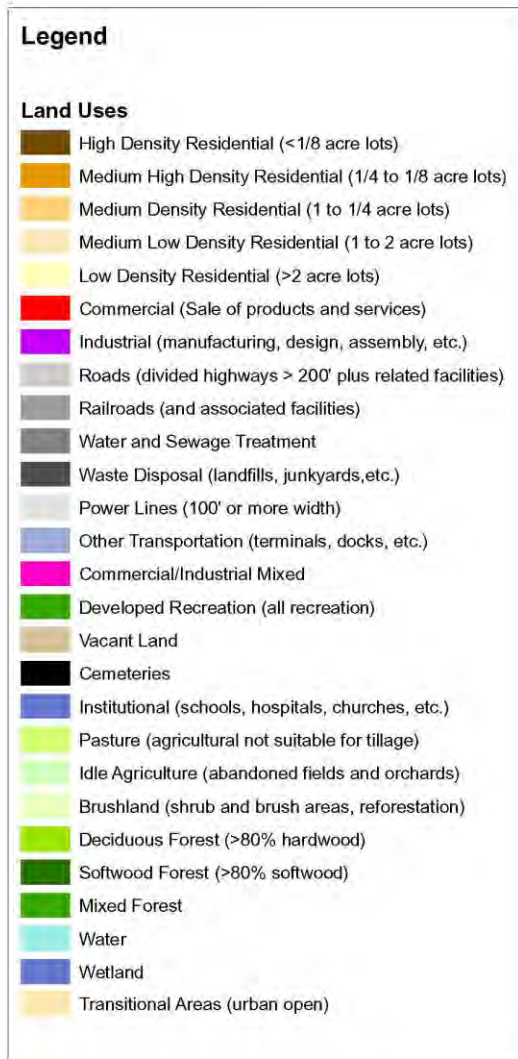 Legend
Land Uses
High Density Residential (<1/8 acre lots)
Medium High Density Residential (1/4 to 1/8 acre lots)
Medium Density Residential (1 to 1/4 acre lots)
Medium Low Density Residential (1 to 2 acre lots)
Low Density Residential (>2 acre lots)
Commercial (Sale of products and services)
Industrial (manufacturing, design, assembly, etc.)
Roads (divided highways > 200' plus related facilities)
Railroads (and associated facilities)
Water and Sewage Treatment
Waste Disposal (landfills, junkyards,etc.)
Power Lines (100' or more width)
Other Transportation (terminals, docks, etc.)
Commercial/Industrial Mixed
Developed Recreation (all recreation)
Vacant Land
Cemeteries
Institutional (schools, hospitals, churches, etc.)
Pasture (agricultural not suitable for tillage)
Idle Agriculture (abandoned fields and orchards)
Brushland (shrub and brush areas, reforestation)
Deciduous Forest (>80% hardwood)
Softwood Forest (>80% softwood)
Mixed Forest
Water
Wetland
Transitional Areas (urban open)